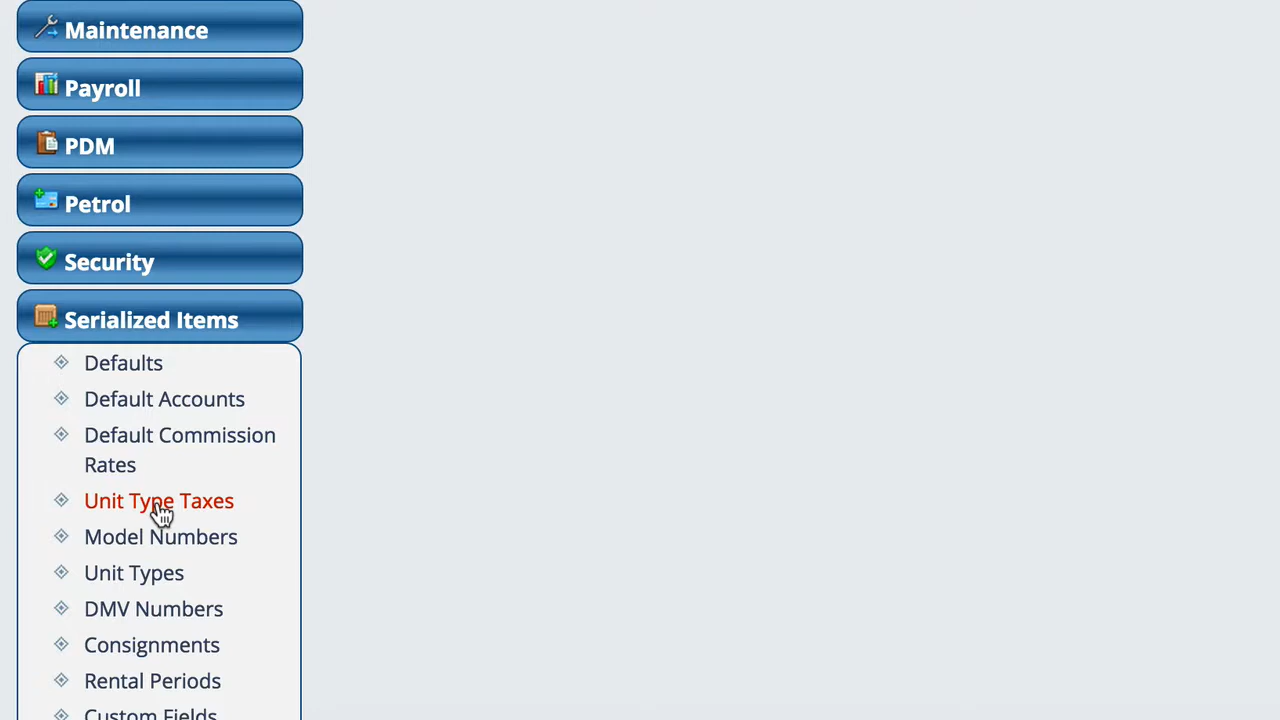 Maintenance
Payroll
PDM
Petrol
Security
Serialized Items
Defaults
Default Accounts
Default Commission
Rates
Unit Type Taxes
Model Numbers
Unit Types
DMV Numbers
Consignments
Rental Periods
Custom Fields